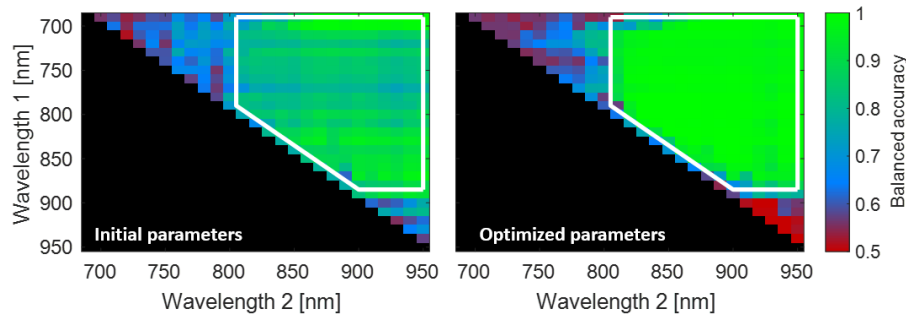 700
750
800
850
900
950
Wavelength 1 [nm]
Initial parameters
700 750 800 850 900 950
Wavelength 2 [nm]
Optimized parameters
700 750 800 850 900 950
Wavelength 2 [nm]
1
0.9
0.8
0.7
0.6
0.5
Balanced accuracy